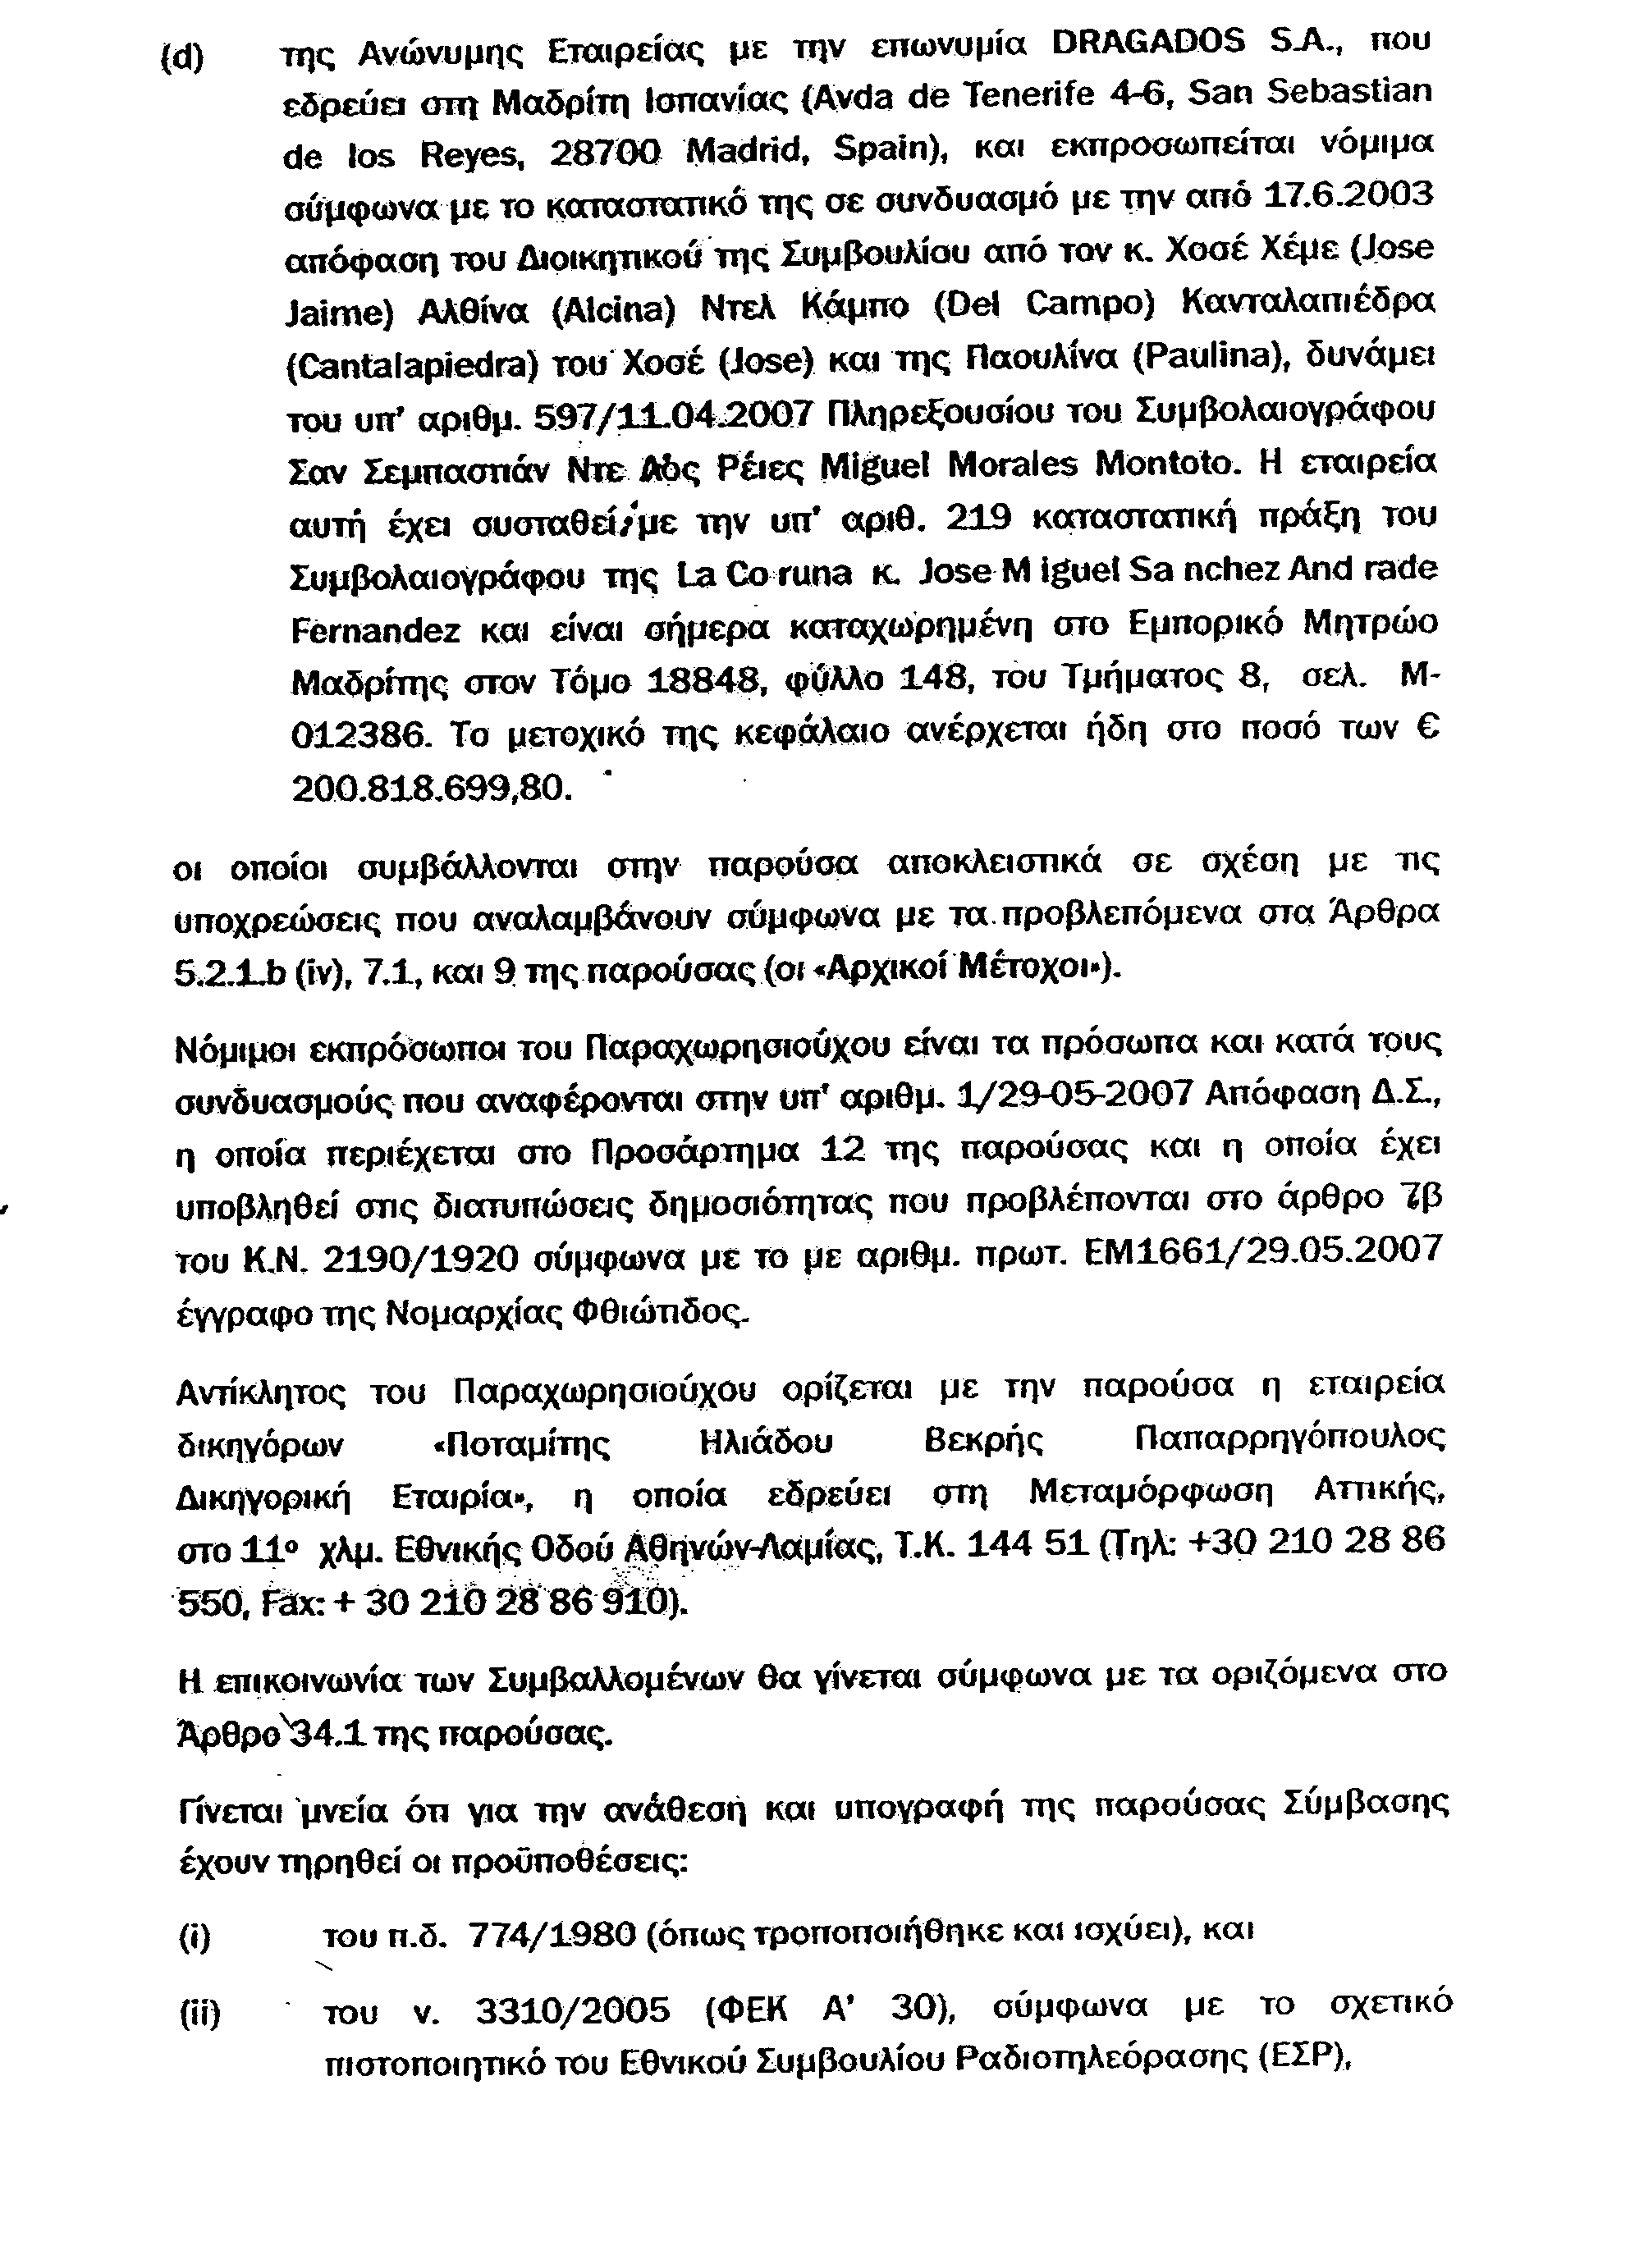 (d) της Ανώνυμης Εταιρείας με την επωνυμία DRAGADOS S.A., που
εδρεύει στη Μαδρίτη Ισπανίας (Avda de Tenerife 4-6, San Sebastian
de los Reyes, 28700 Madrid, Spain), και εκπροσωπείται νόμιμα
σύμφωνα με το καταστατικό της σε συνδυασμό με την από 17.6.2003
απόφαση του Διοικητικού της Συμβουλίου από τον κ. Χοσέ Χέμε (Jose
Jaime) Αλθίνα (Alcina) Ντελ Κάμπο (Del Campo) Κανταλαπιέδρα
(Cantalapiedra) του Χοσέ (Jose) και της Παουλίνα (Paulina), δυνάμει
του υπ' αριθμ. 597/11.04.2007 Πληρεξουσίου του Συμβολαιογράφου
Σαν Σεμπαστιάν Ντε Λός Ρέιες Miguel Morales Montoto. Η εταιρεία
αυτή έχει συσταθεί με την υπ' αριθ. 219 καταστατική πράξη του
Συμβολαιογράφου της La Co runa κ. Jose M iguel Sa nchez And rade
Fernandez και είναι σήμερα καταχωρημένη στο Εμπορικό Μητρώο
Μαδρίτης στον Τόμο 18848, φύλλο 148, του Τμήματος 8, σελ. Μ-
012386. Το μετοχικό της κεφάλαιο ανέρχεται ήδη στο ποσό των €
200.818.699,80.
οι οποίοι συμβάλλονται στην παρούσα αποκλειστικά σε σχέση με τις
υποχρεώσεις που αναλαμβάνουν σύμφωνα με τα προβλεπόμενα στα Άρθρα
5.2.1.b (iv), 7.1, και 9 της παρούσας (οι «Αρχικοί Μέτοχοι»).
Νόμιμοι εκπρόσωποι του Παραχωρησιούχου είναι τα πρόσωπα και κατά τους
συνδυασμούς που αναφέρονται στην υπ' αριθμ. 1/29-05-2007 Απόφαση Δ.Σ.,
η οποία περιέχεται στο Προσάρτημα 12 της παρούσας και η οποία έχει
υποβληθεί στις διατυπώσεις δημοσιότητας που προβλέπονται στο άρθρο 7β
του Κ.Ν. 2190/1920 σύμφωνα με το με αριθμ. πρωτ. ΕΜ1661/29.05.2007
έγγραφο της Νομαρχίας Φθιώτιδος.
Αντίκλητος του Παραχωρησιούχου ορίζεται με την παρούσα η εταιρεία
δικηγόρων «Ποταμίτης Ηλιάδου Βεκρής Παπαρρηγόπουλος
Δικηγορική Εταιρία», η οποία εδρεύει στη Μεταμόρφωση Αττικής,
στο 11ο χλμ. Εθνικής Οδού Αθηνών-Λαμίας, Τ.Κ. 144 51 (Τηλ: +30 210 28 86
550, Fax: + 30 210 28 86 910).
Η επικοινωνία των Συμβαλλομένων θα γίνεται σύμφωνα με τα οριζόμενα στο
Άρθρο 34.1 της παρούσας.
Γίνεται μνεία ότι για την ανάθεση και υπογραφή της παρούσας Σύμβασης
έχουν τηρηθεί οι προϋποθέσεις:
(i) του π.δ. 774/1980 (όπως τροποποιήθηκε και ισχύει), και
(ii) του ν. 3310/2005 (ΦΕΚ Α' 30), σύμφωνα με το σχετικό
πιστοποιητικό του Εθνικού Συμβουλίου Ραδιοτηλεόρασης (ΕΣΡ),